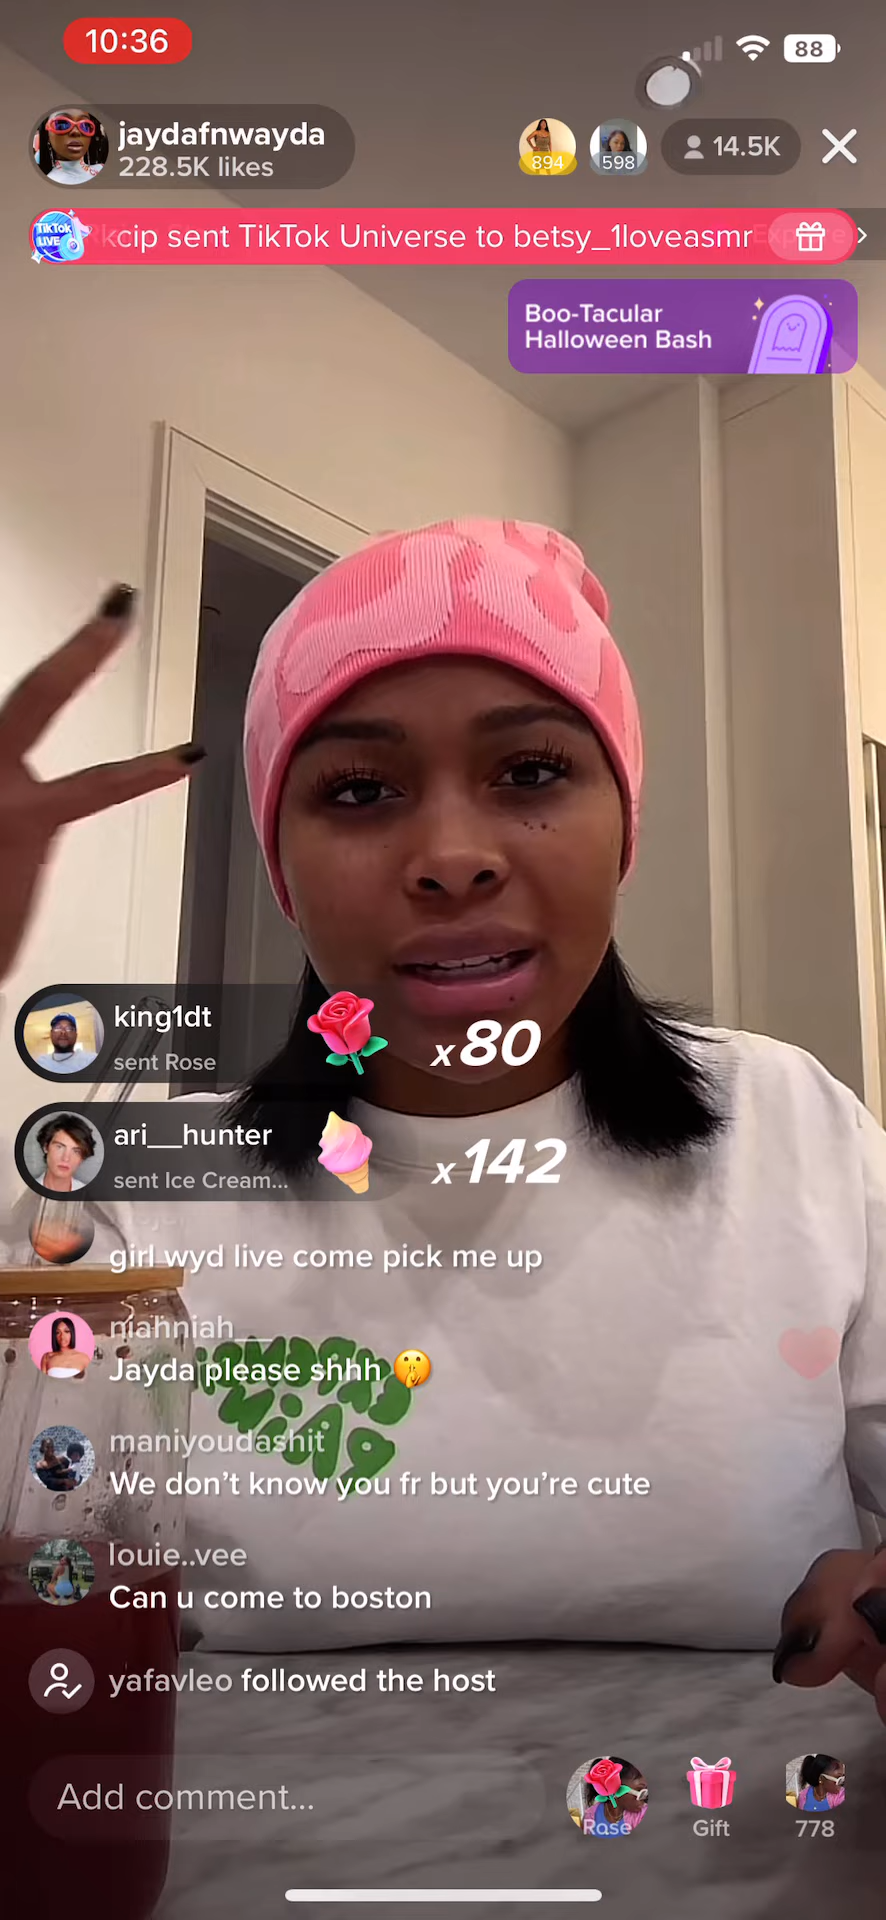 10:36
88
jaydafnwayda
228.5K likes
894
598
14.5K
TikTok
LIVE
kcip sent TikTok Universe to betsy_1loveasmr
Boo-Tacular
Halloween Bash
king1dt
sent Rose
x80
ari__hunter
sent Ice Cream...
x142
girl wyd live come pick me up
niahniah__
Jayda please shhh 🤫
maniyoudashit
We don't know you fr but you're cute
louie..vee
Can u come to boston
yafavleo followed the host
Add comment...
Rose
Gift
778